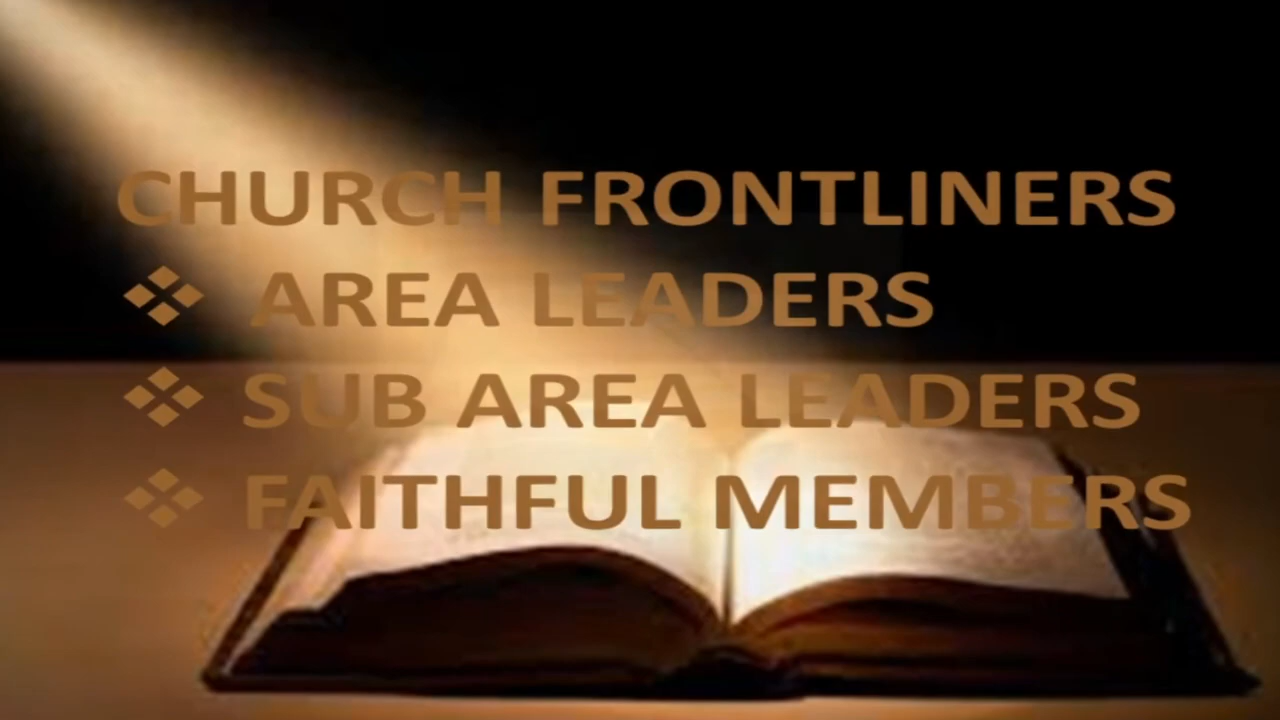 CHURCH FRONTLINERS
❖ AREA LEADERS
❖ SUB AREA LEADERS
❖ FAITHFUL MEMBERS